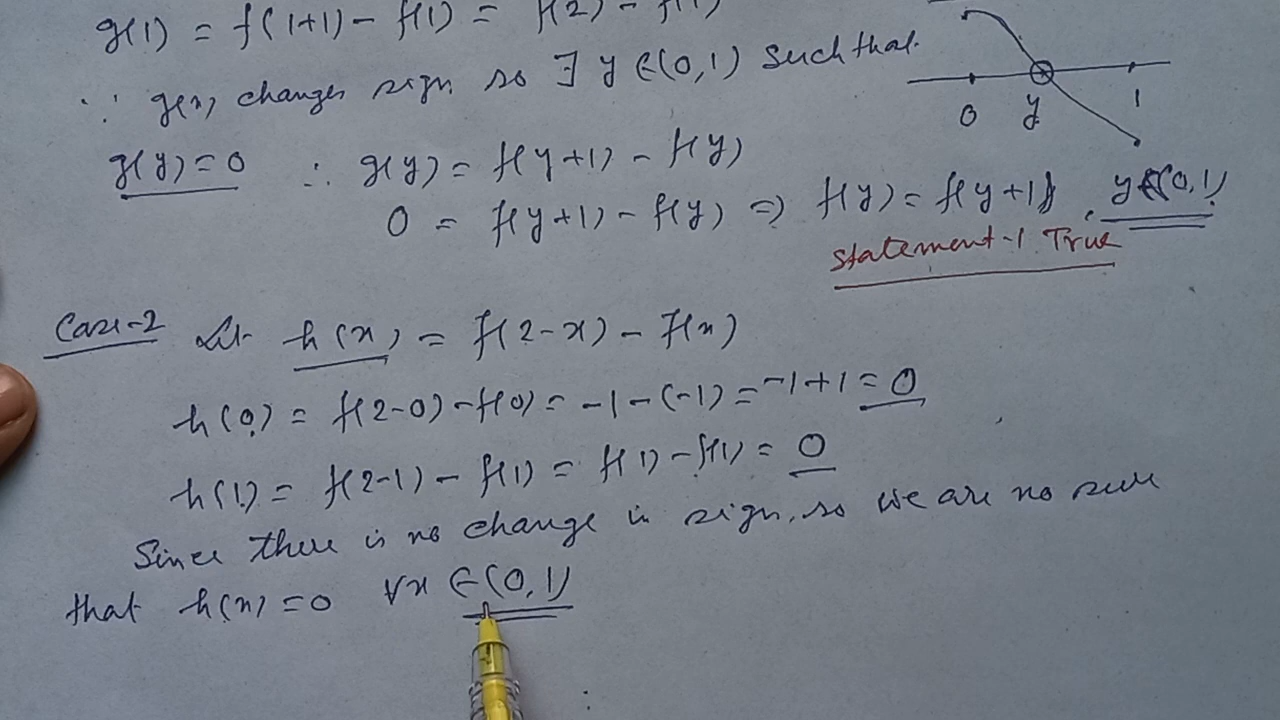 g(1) = f(1+1) - f(1) = f(2) - f(1)
∵ g(x) changes sign so ∃ y ∈ (0,1) such that
0 y 1
g(y) = 0 ∴ g(y) = f(y+1) - f(y)
0 = f(y+1) - f(y) ⇒ f(y) = f(y+1), y ∈ (0,1)
Statement-1 True
Case-2 Let h(x) = f(2-x) - f(x)
h(0) = f(2-0) - f(0) = -1 - (-1) = -1+1 = 0
h(1) = f(2-1) - f(1) = f(1) - f(1) = 0
Since there is no change in sign, so we are no sure
that h(x) = 0 ∀x ∈ (0,1)